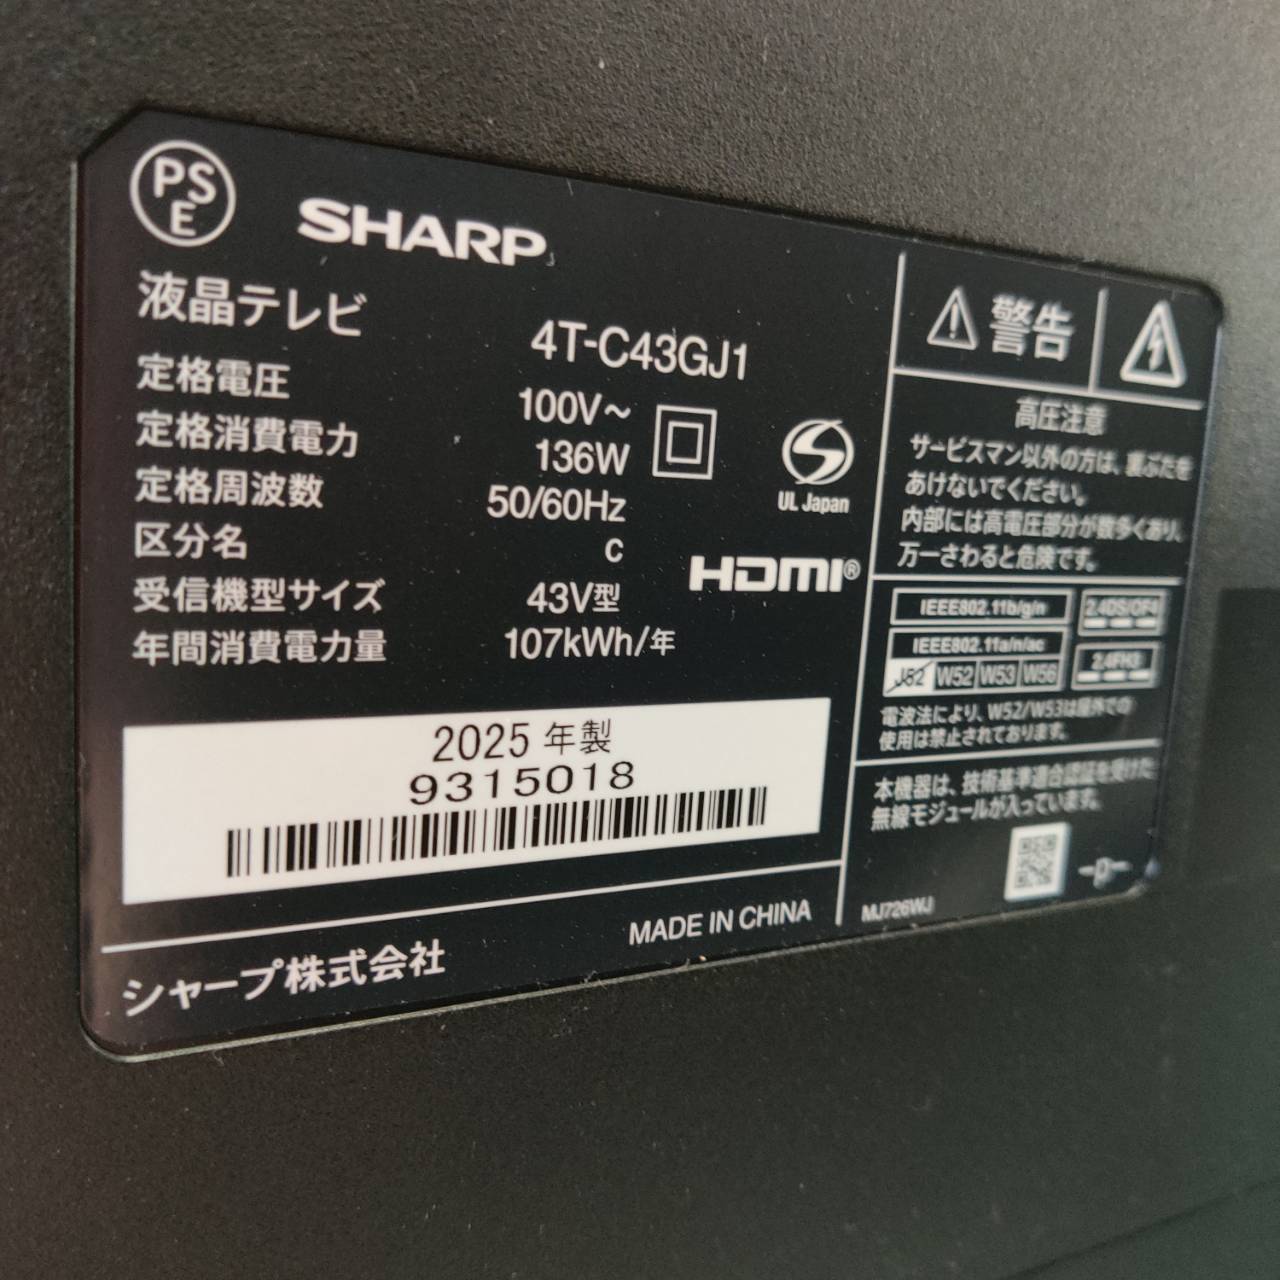 PSE
SHARP
液晶テレビ 4T-C43GJ1
定格電圧 100V~
定格消費電力 136W
定格周波数 50/60Hz
区分名 c
受信機型サイズ 43V型
年間消費電力量 107kWh/年
UL Japan
HDMI®
2025 年製
9315018
シャープ株式会社
MADE IN CHINA
警告
高圧注意
サービスマン以外の方は、裏ぶたを
あけないでください。
内部には高電圧部分が数多くあり、
万一さわると危険です。
IEEE802.11b/g/n
2.4DS/OF4
IEEE802.11a/n/ac
J52 W52 W53 W56
2.4FH3
電波法により、W52/W53は屋外での
使用は禁止されております。
本機器は、技術基準適合認証を受けた
無線モジュールが入っています。
MJ726WJ